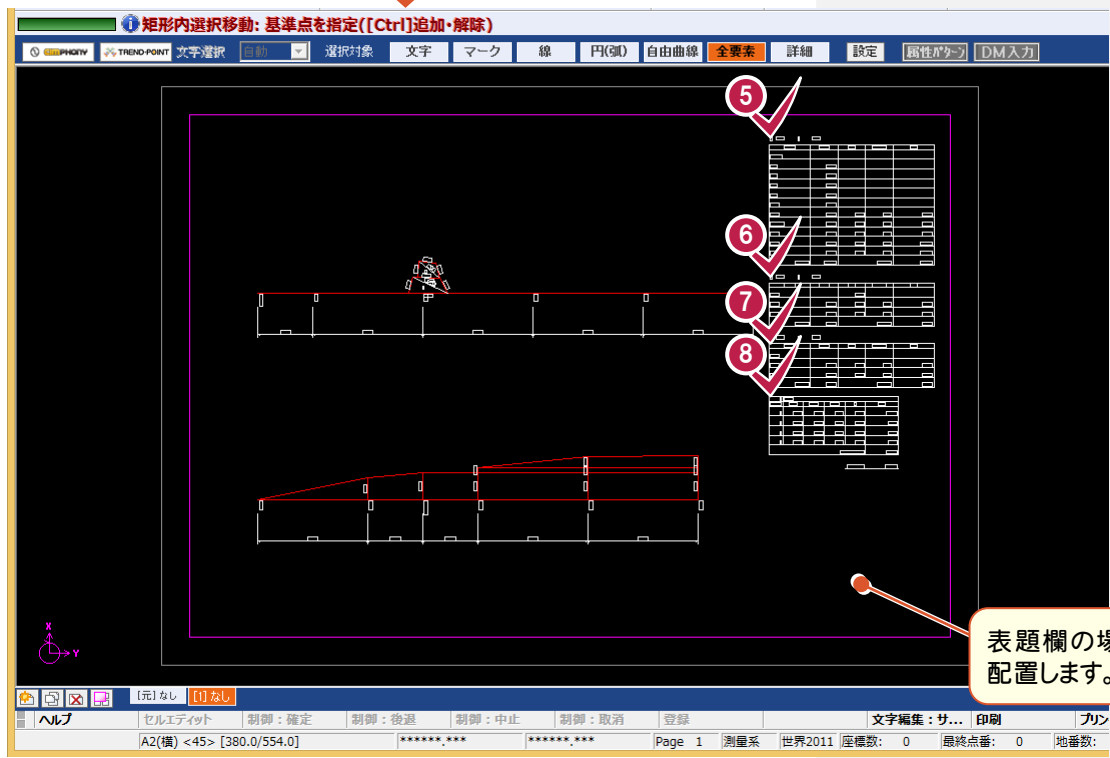 矩形内選択移動: 基準点を指定([Ctrl]追加・解除)
CLIMPHONY TREND-POINT 文字選択 自動 選択対象 文字 マーク 線 円(弧) 自由曲線 全要素 詳細 設定 属性ﾊﾟﾀｰﾝ DM入力
5
6
7
8
X
Y
表題欄の
配置します。
[元] なし [1] なし
ヘルプ セルエディット 制御：確定 制御：後退 制御：中止 制御：取消 登録 文字編集：サ... 印刷 プリン
A2(横) <45> [380.0/554.0] ******.*** ******.*** Page 1 測量系 世界2011 座標数: 0 最終点番: 0 地番数: